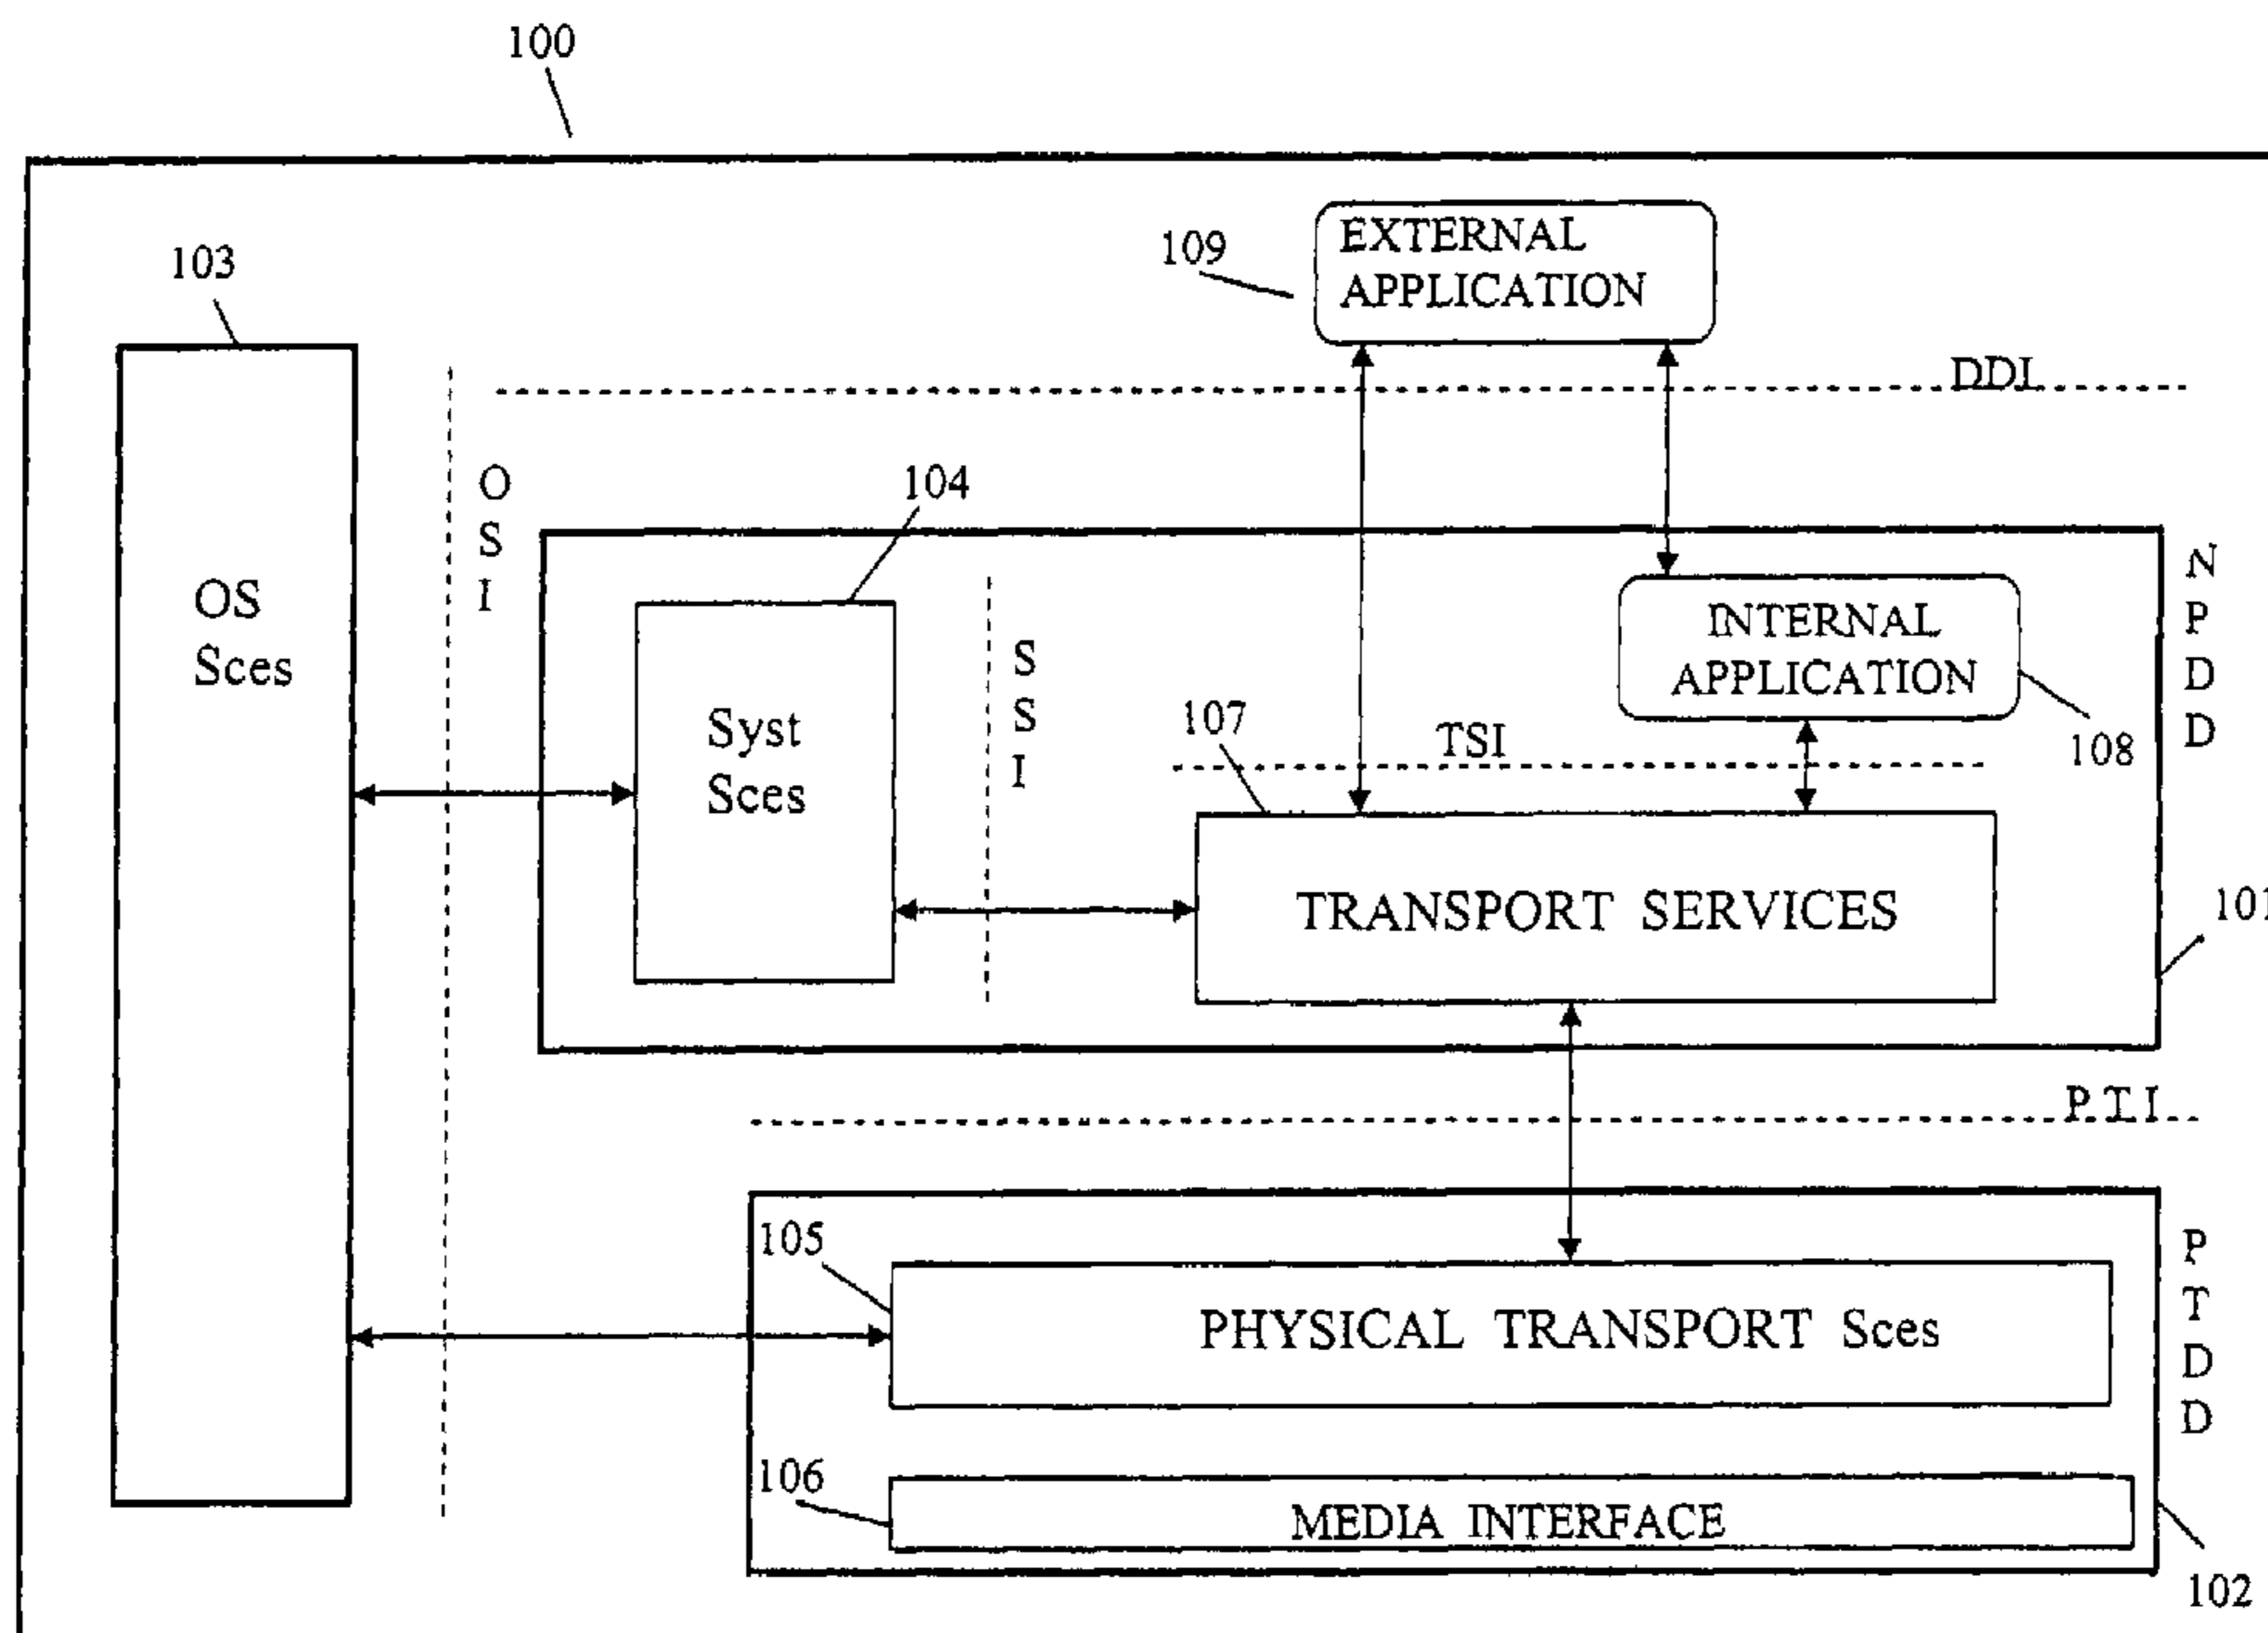 100
103
109
EXTERNAL
APPLICATION
DDI
O
S
I
104
N
P
D
D
OS
Sces
INTERNAL
APPLICATION
S
S
I
107
TSI
108
Syst
Sces
101
TRANSPORT SERVICES
P T I
105
P
T
D
D
PHYSICAL TRANSPORT Sces
106
MEDIA INTERFACE
102